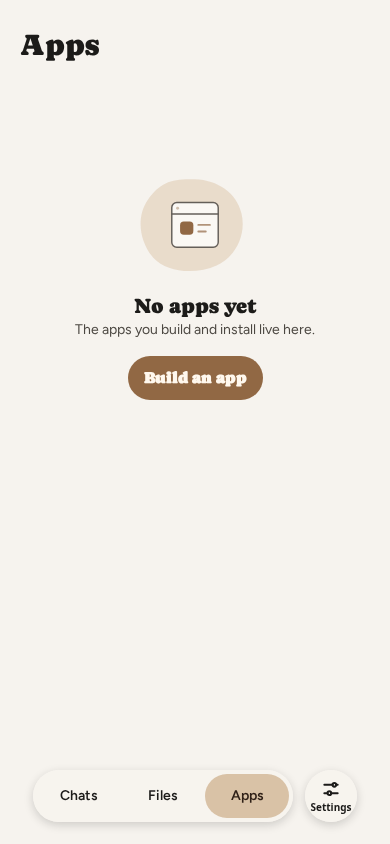 Apps
No apps yet
The apps you build and install live here.
Build an app
Chats
Files
Apps
Settings